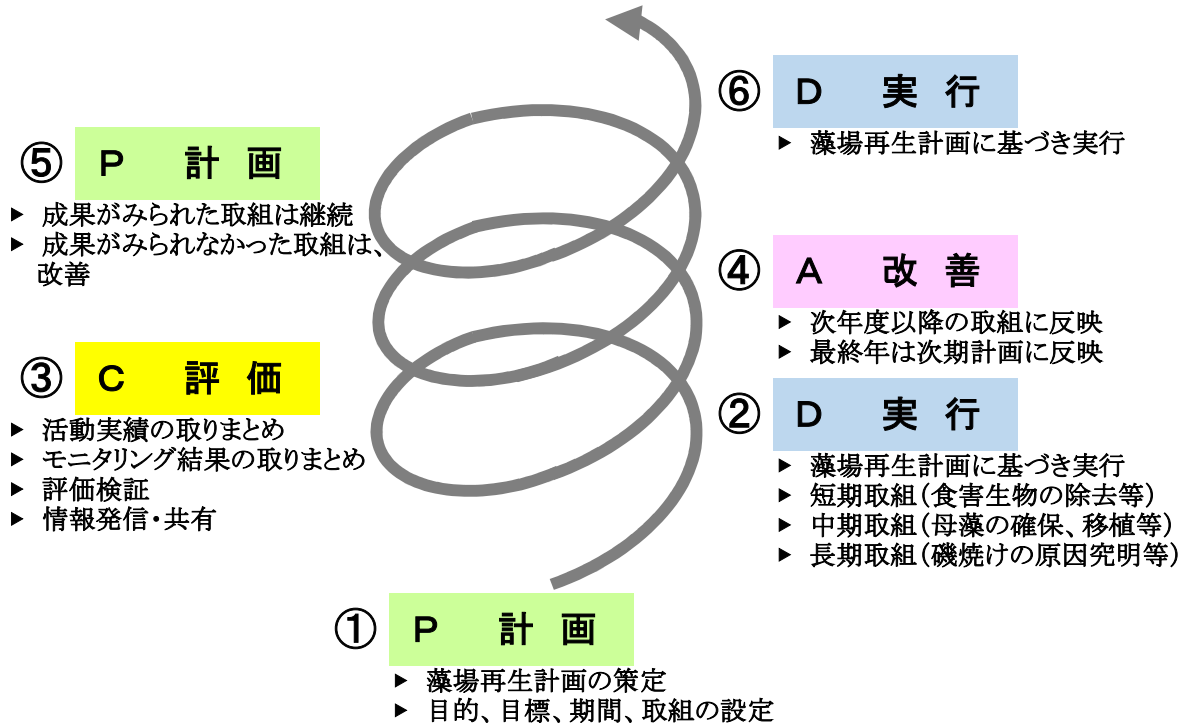 ⑥ D 実 行
▶ 藻場再生計画に基づき実行
⑤ P 計 画
▶ 成果がみられた取組は継続
▶ 成果がみられなかった取組は、
改善
④ A 改 善
▶ 次年度以降の取組に反映
▶ 最終年は次期計画に反映
③ C 評 価
▶ 活動実績の取りまとめ
▶ モニタリング結果の取りまとめ
▶ 評価検証
▶ 情報発信・共有
② D 実 行
▶ 藻場再生計画に基づき実行
▶ 短期取組（食害生物の除去等）
▶ 中期取組（母藻の確保、移植等）
▶ 長期取組（磯焼けの原因究明等）
① P 計 画
▶ 藻場再生計画の策定
▶ 目的、目標、期間、取組の設定